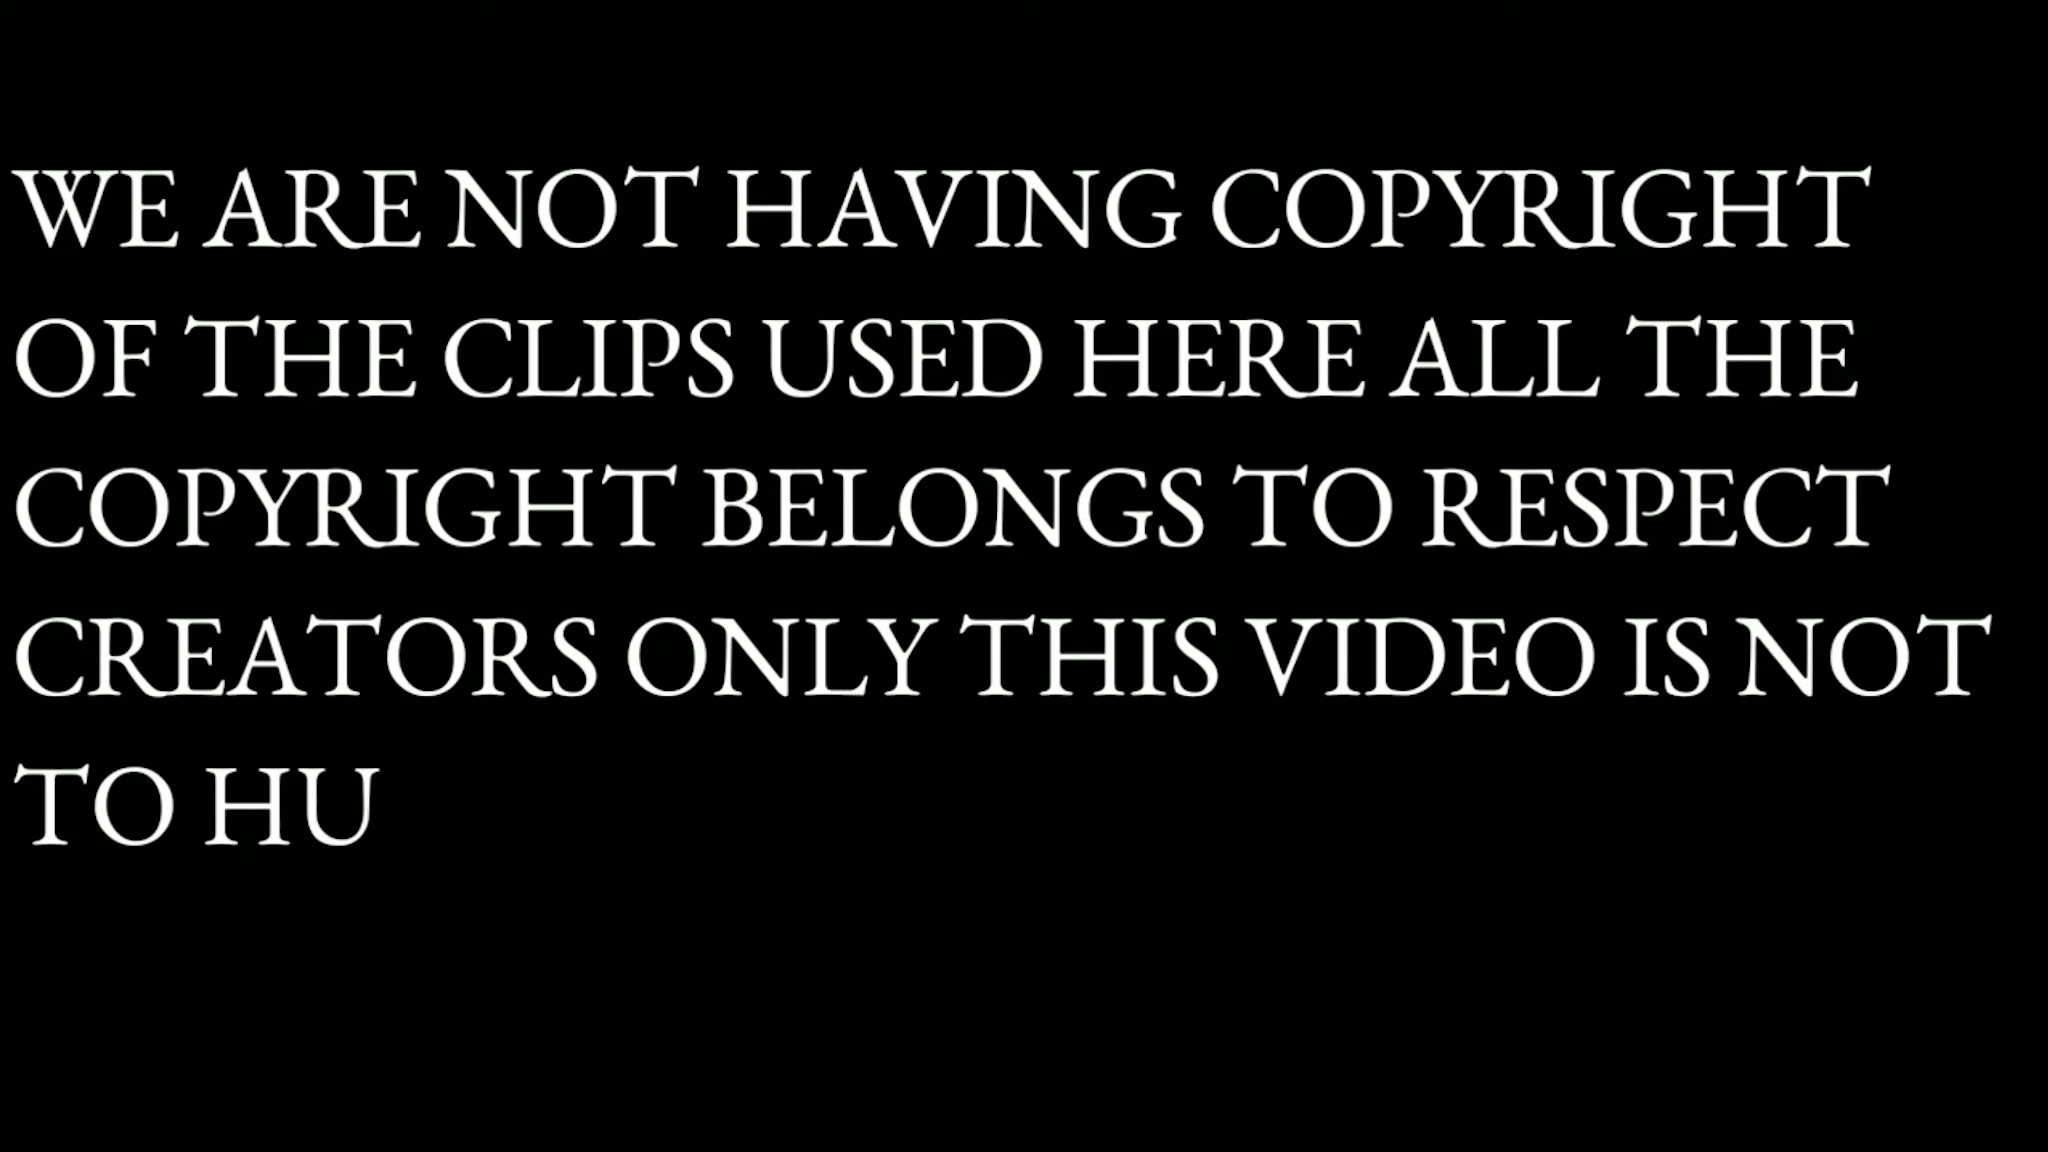 WE ARE NOT HAVING COPYRIGHT
OF THE CLIPS USED HERE ALL THE
COPYRIGHT BELONGS TO RESPECT
CREATORS ONLY THIS VIDEO IS NOT
TO HU